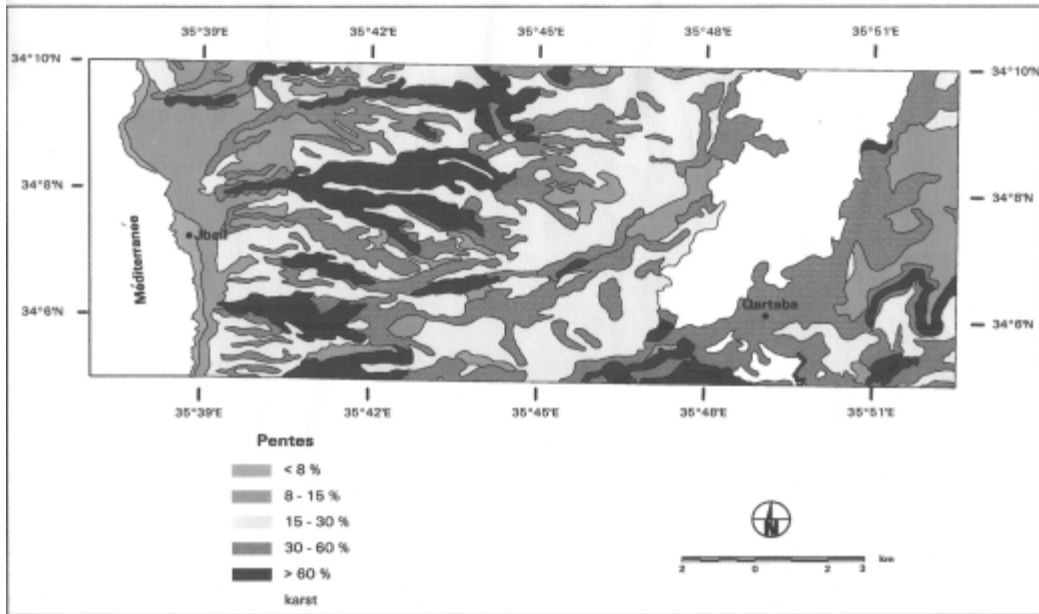 35°39'E 35°42'E 35°45'E 35°48'E 35°51'E
34°10'N 34°10'N
34°8'N 34°8'N
Méditerranée
Jbail
Qartaba
34°6'N 34°6'N
35°39'E 35°42'E 35°45'E 35°48'E 35°51'E
Pentes
< 8 %
8 - 15 %
15 - 30 %
30 - 60 %
> 60 %
karst
N
2 0 2 3 km